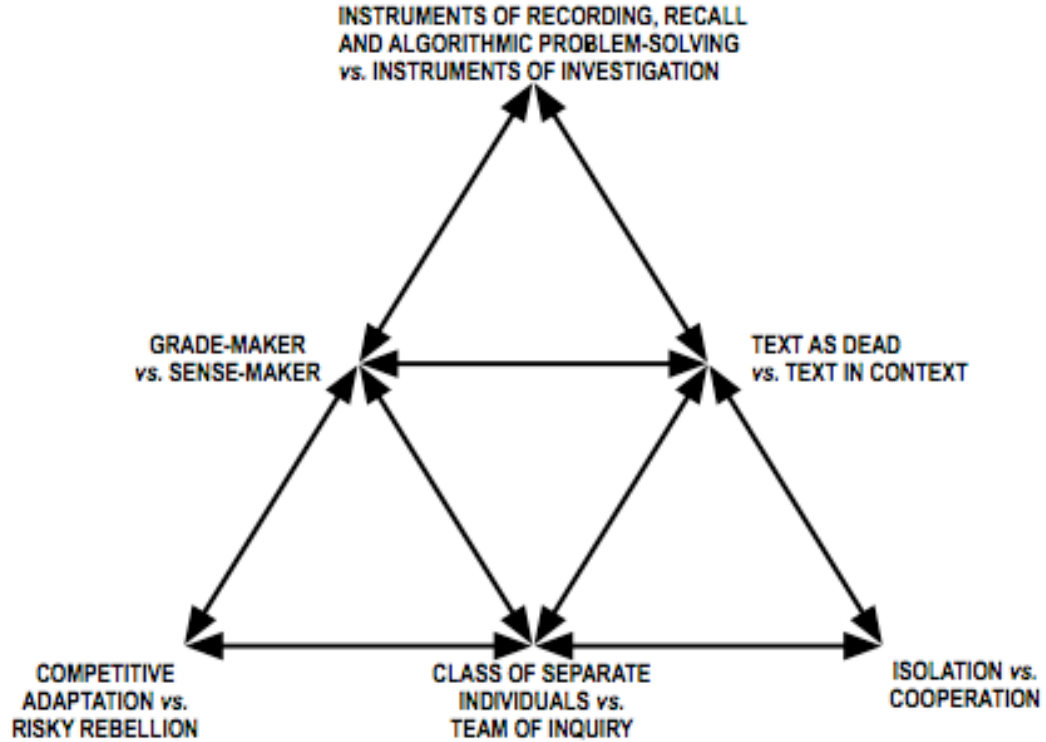 INSTRUMENTS OF RECORDING, RECALL
AND ALGORITHMIC PROBLEM-SOLVING
vs. INSTRUMENTS OF INVESTIGATION
GRADE-MAKER
vs. SENSE-MAKER
TEXT AS DEAD
vs. TEXT IN CONTEXT
COMPETITIVE
ADAPTATION vs.
RISKY REBELLION
CLASS OF SEPARATE
INDIVIDUALS vs.
TEAM OF INQUIRY
ISOLATION vs.
COOPERATION